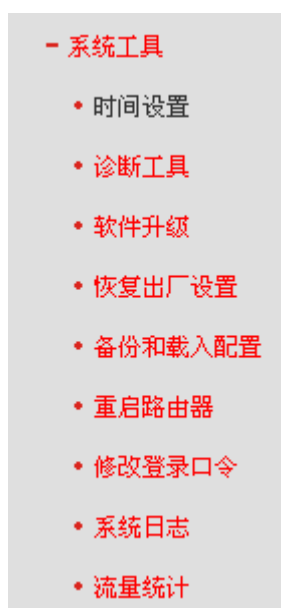 - 系统工具
• 时间设置
• 诊断工具
• 软件升级
• 恢复出厂设置
• 备份和载入配置
• 重启路由器
• 修改登录口令
• 系统日志
• 流量统计